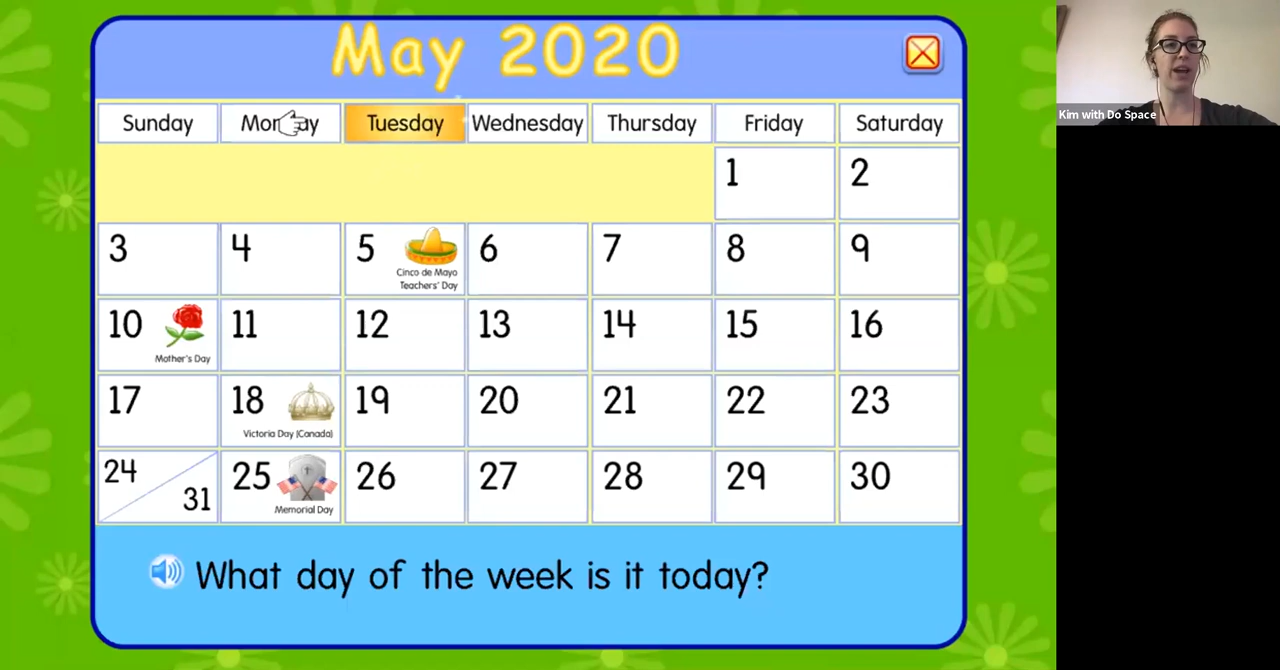 May 2020
Sunday Monday Tuesday Wednesday Thursday Friday Saturday
1 2
3 4 5 6 7 8 9
Cinco de Mayo
Teachers' Day
10 11 12 13 14 15 16
Mother's Day
17 18 19 20 21 22 23
Victoria Day (Canada)
24 31 25 26 27 28 29 30
Memorial Day
What day of the week is it today?
Kim with Do Space